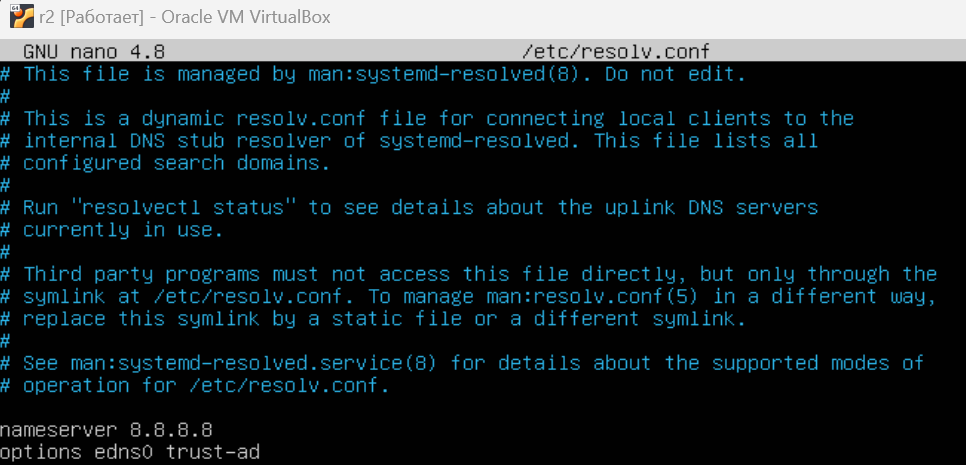 r2 [Работает] - Oracle VM VirtualBox
GNU nano 4.8 /etc/resolv.conf
# This file is managed by man:systemd-resolved(8). Do not edit.
#
# This is a dynamic resolv.conf file for connecting local clients to the
# internal DNS stub resolver of systemd-resolved. This file lists all
# configured search domains.
#
# Run "resolvectl status" to see details about the uplink DNS servers
# currently in use.
#
# Third party programs must not access this file directly, but only through the
# symlink at /etc/resolv.conf. To manage man:resolv.conf(5) in a different way,
# replace this symlink by a static file or a different symlink.
#
# See man:systemd-resolved.service(8) for details about the supported modes of
# operation for /etc/resolv.conf.
nameserver 8.8.8.8
options edns0 trust-ad